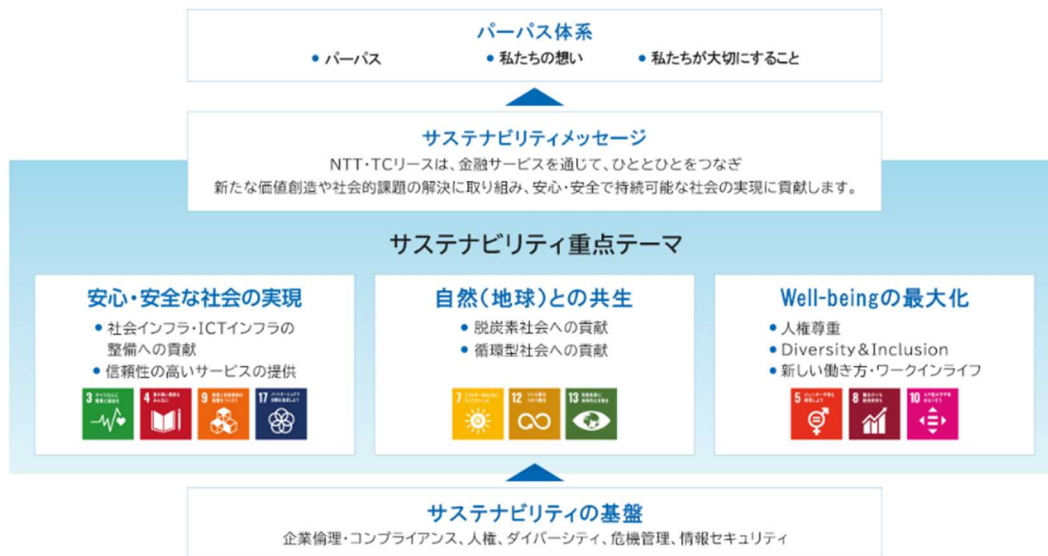 パーパス体系
● パーパス ● 私たちの想い ● 私たちが大切にすること
サステナビリティメッセージ
NTT・TCリースは、金融サービスを通じて、ひととひとをつなぎ
新たな価値創造や社会的課題の解決に取り組み、安心・安全で持続可能な社会の実現に貢献します。
サステナビリティ重点テーマ
安心・安全な社会の実現
● 社会インフラ・ICTインフラの
整備への貢献
● 信頼性の高いサービスの提供
3 4 9 17
自然(地球)との共生
● 脱炭素社会への貢献
● 循環型社会への貢献
7 12 13
Well-beingの最大化
● 人権尊重
● Diversity&Inclusion
● 新しい働き方・ワークインライフ
5 8 10
サステナビリティの基盤
企業倫理・コンプライアンス、人権、ダイバーシティ、危機管理、情報セキュリティ